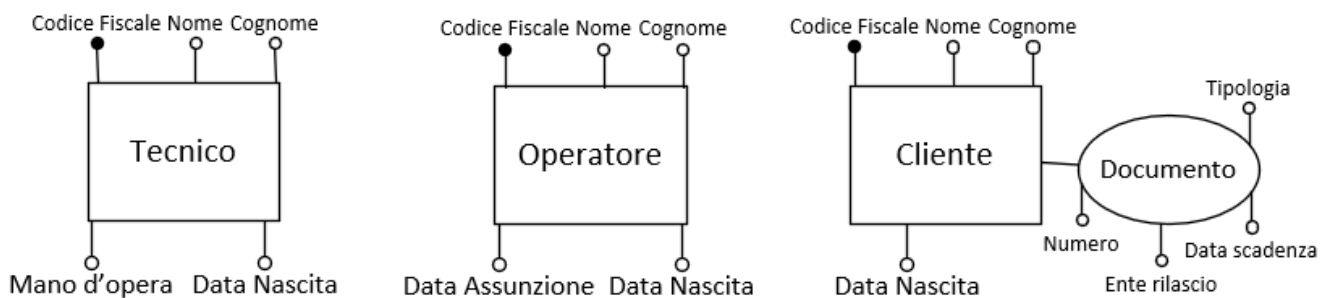 Codice Fiscale Nome Cognome
Tecnico
Mano d'opera Data Nascita
Codice Fiscale Nome Cognome
Operatore
Data Assunzione Data Nascita
Codice Fiscale Nome Cognome
Cliente
Data Nascita
Tipologia
Documento
Numero
Data scadenza
Ente rilascio